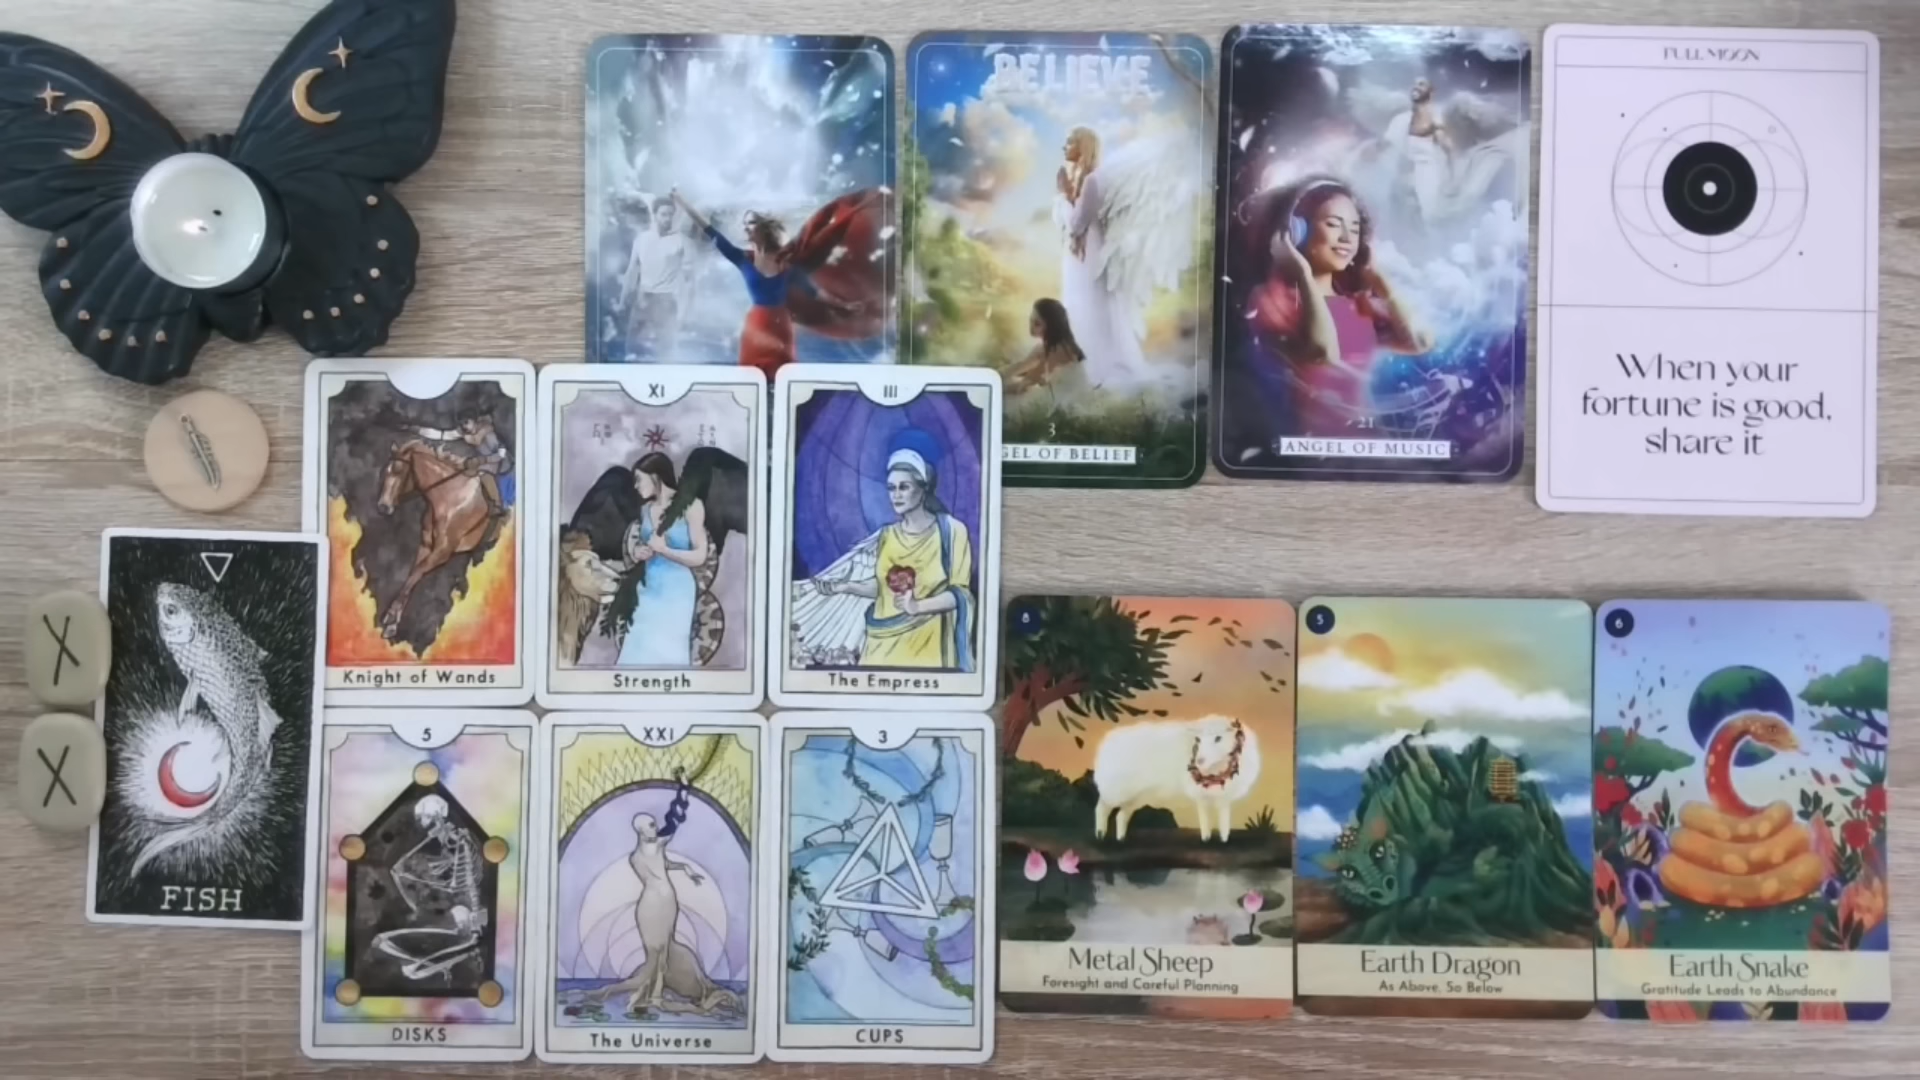 BELIEVE
3
GEL OF BELIEF
21
ANGEL OF MUSIC
FULL MOON
When your
fortune is good,
share it
Knight of Wands
XI
Strength
III
The Empress
FISH
5
DISKS
XXI
The Universe
3
CUPS
8
Metal Sheep
Foresight and Careful Planning
5
Earth Dragon
As Above, So Below
6
Earth Snake
Gratitude Leads to Abundance